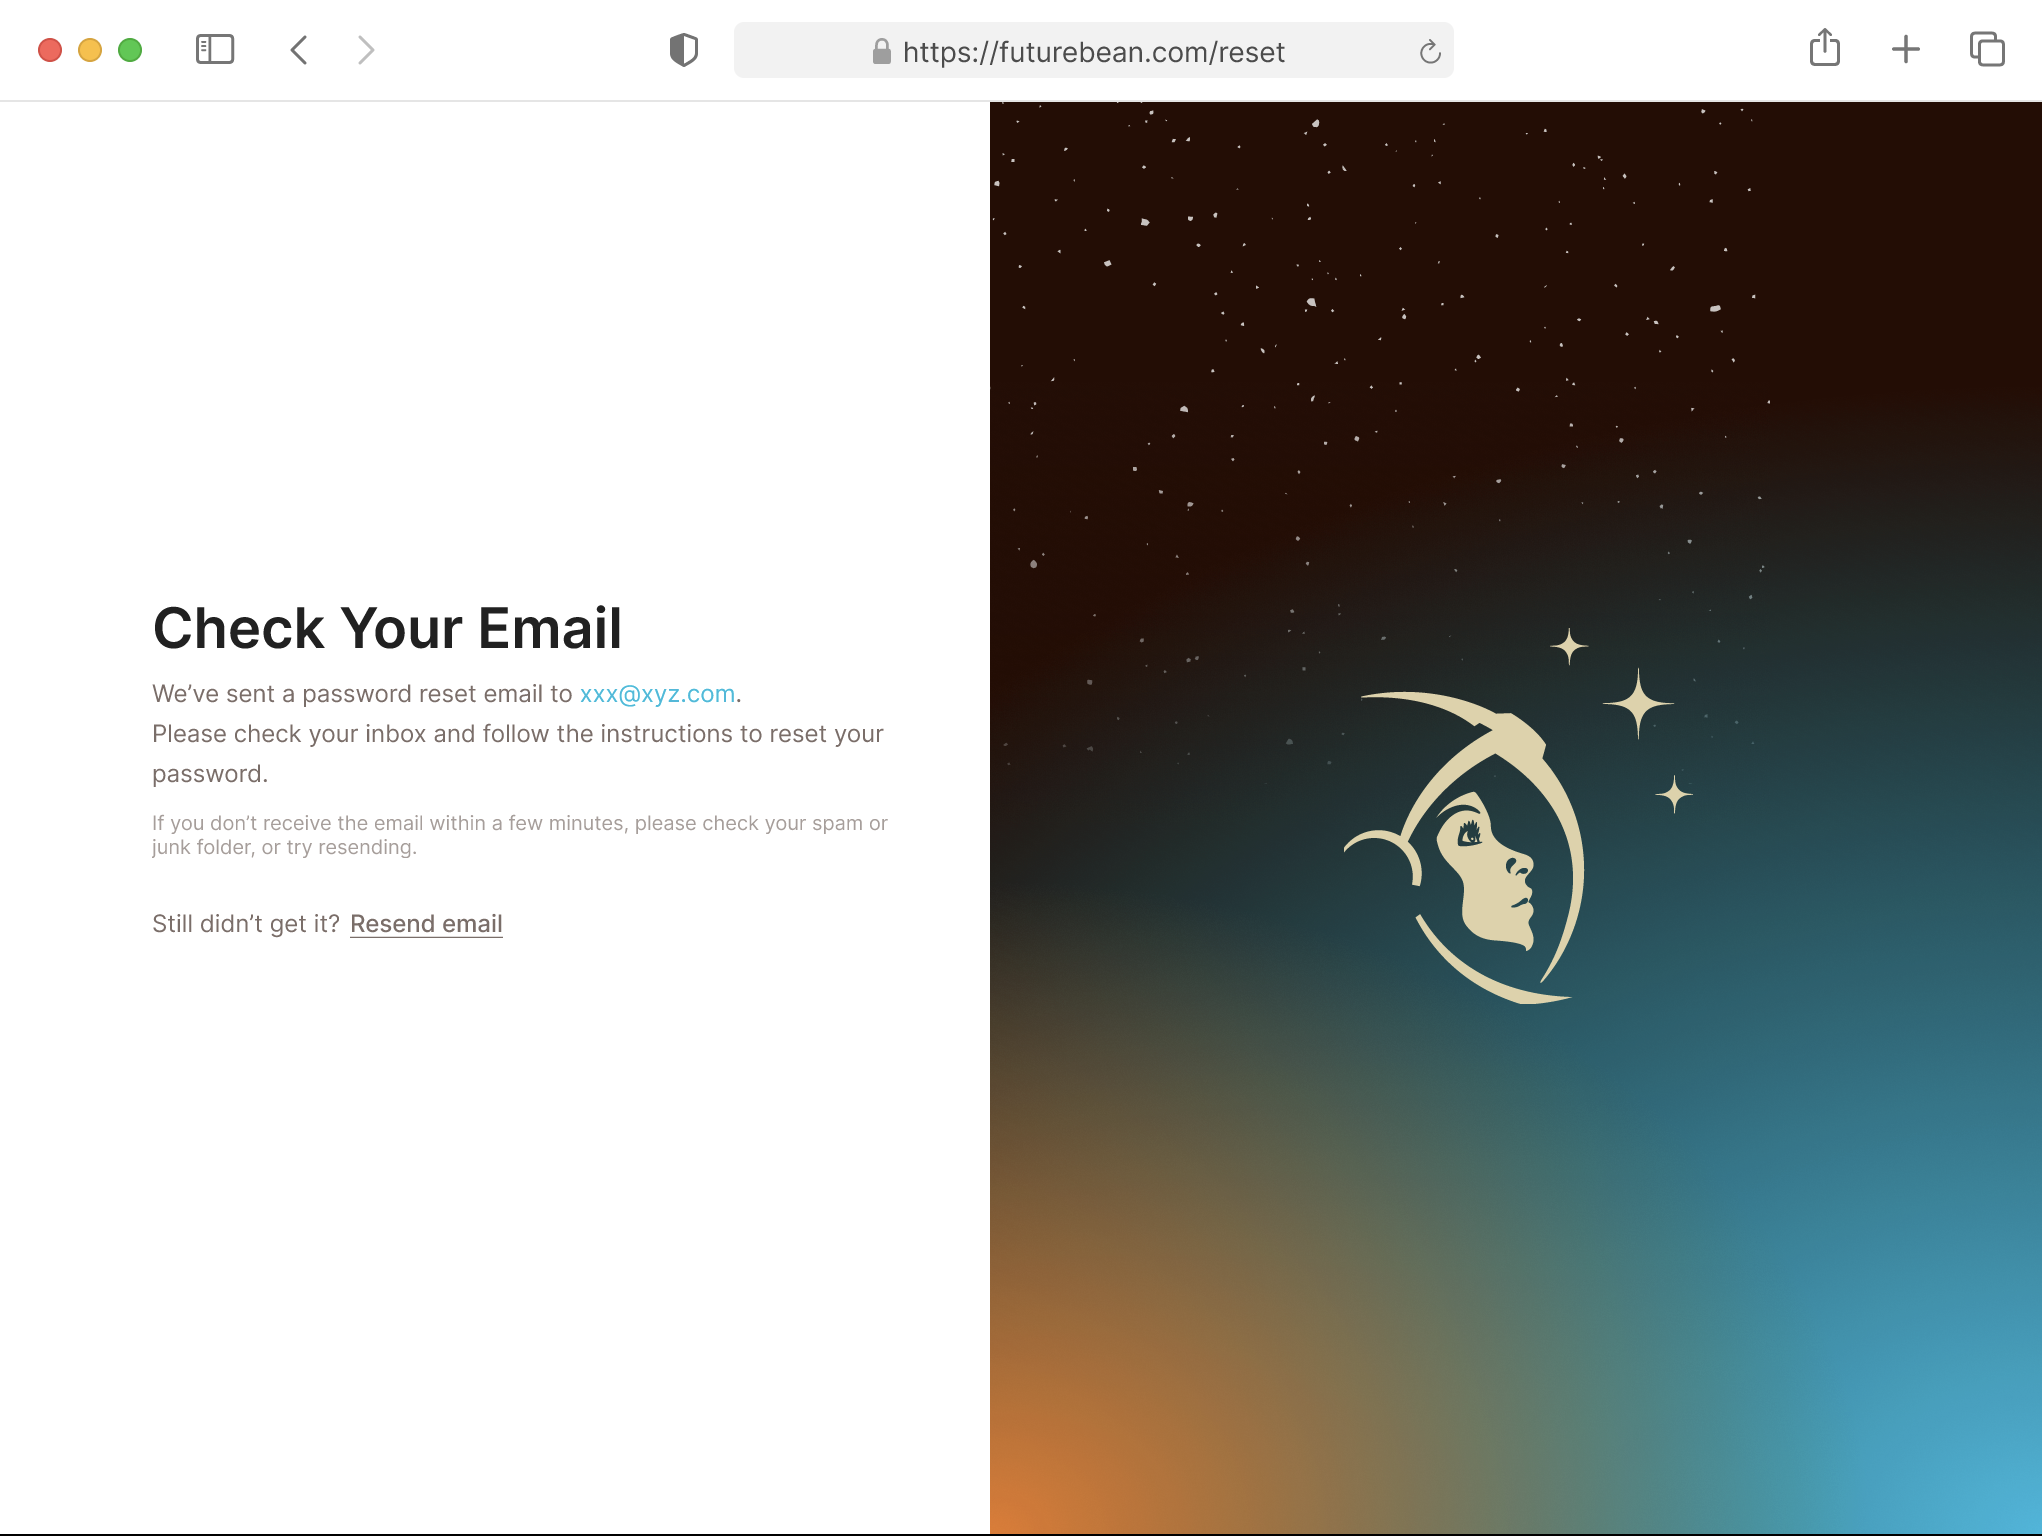 https://futurebean.com/reset
Check Your Email
We’ve sent a password reset email to xxx@xyz.com.
Please check your inbox and follow the instructions to reset your
password.
If you don’t receive the email within a few minutes, please check your spam or
junk folder, or try resending.
Still didn’t get it? Resend email